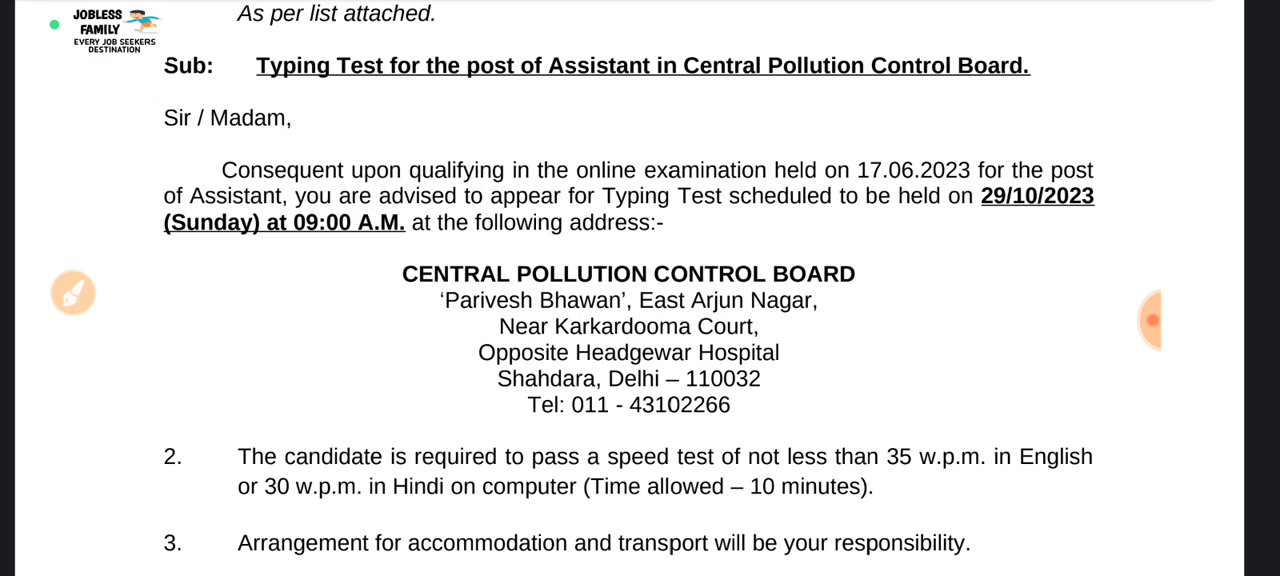 JOBLESS
FAMILY
EVERY JOB SEEKERS
DESTINATION
As per list attached.
Sub: Typing Test for the post of Assistant in Central Pollution Control Board.
Sir / Madam,
Consequent upon qualifying in the online examination held on 17.06.2023 for the post
of Assistant, you are advised to appear for Typing Test scheduled to be held on 29/10/2023
(Sunday) at 09:00 A.M. at the following address:-
CENTRAL POLLUTION CONTROL BOARD
‘Parivesh Bhawan’, East Arjun Nagar,
Near Karkardooma Court,
Opposite Headgewar Hospital
Shahdara, Delhi – 110032
Tel: 011 - 43102266
2. The candidate is required to pass a speed test of not less than 35 w.p.m. in English
or 30 w.p.m. in Hindi on computer (Time allowed – 10 minutes).
3. Arrangement for accommodation and transport will be your responsibility.